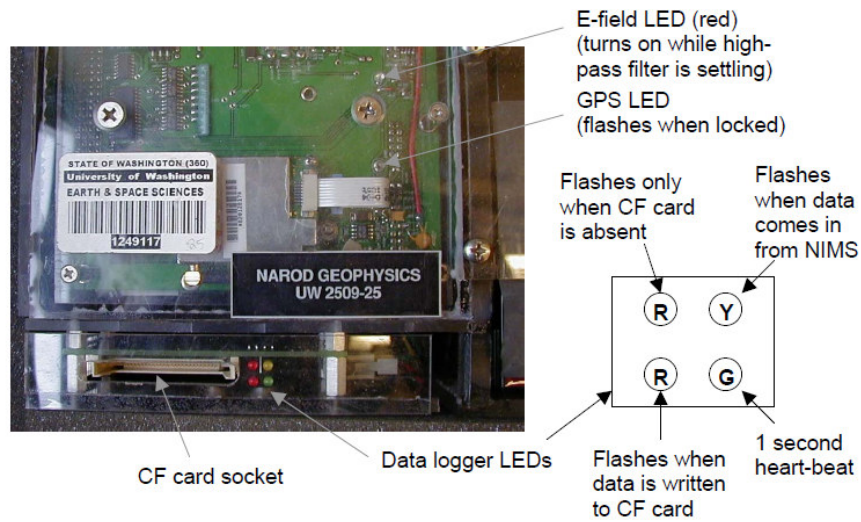 E-field LED (red)
(turns on while high-
pass filter is settling)
GPS LED
(flashes when locked)
Flashes only
when CF card
is absent
Flashes
when data
comes in
from NIMS
STATE OF WASHINGTON (360)
University of Washington
EARTH & SPACE SCIENCES
1249117
NAROD GEOPHYSICS
UW 2509-25
R
Y
R
G
CF card socket
Data logger LEDs
Flashes when
data is written
to CF card
1 second
heart-beat